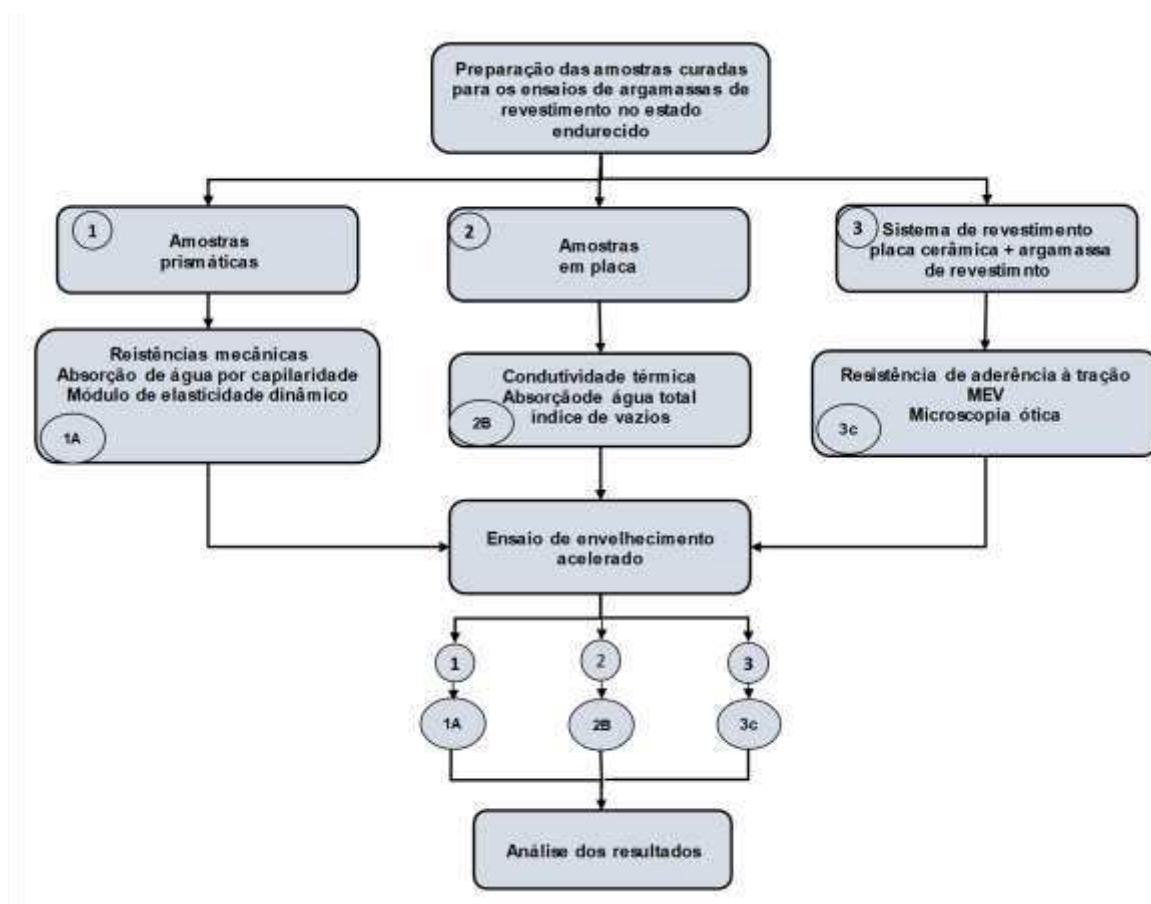 Preparação das amostras curadas
para os ensaios de argamassas de
revestimento no estado
endurecido
1
Amostras
prismáticas
2
Amostras
em placa
3
Sistema de revestimento
placa cerâmica + argamassa
de revestimnto
Reistências mecânicas
Absorção de água por capilaridade
Módulo de elasticidade dinâmico
1A
Condutividade térmica
Absorçãode água total
índice de vazios
2B
Resistência de aderência à tração
MEV
Microscopia ótica
3c
Ensaio de envelhecimento
acelerado
1
2
3
1A
2B
3c
Análise dos resultados